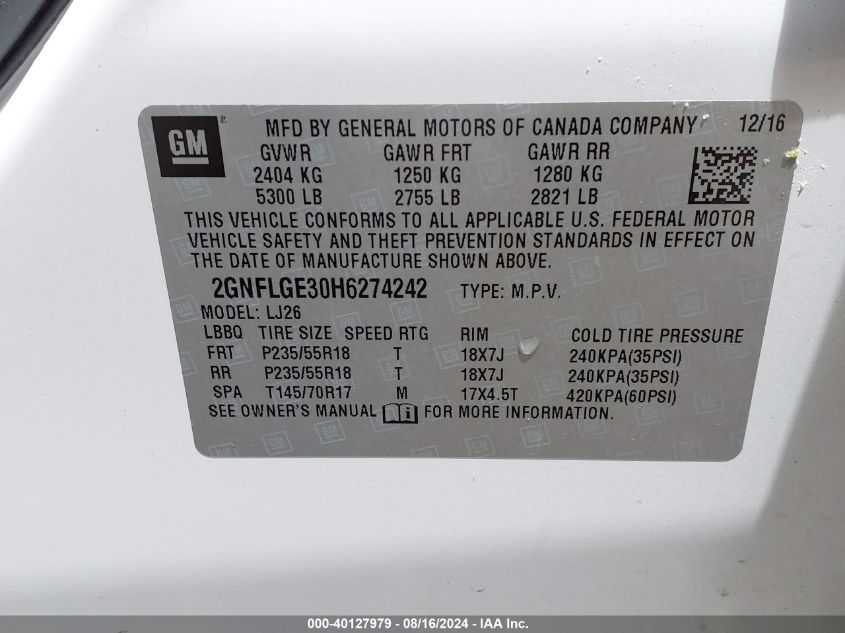 GM ® MFD BY GENERAL MOTORS OF CANADA COMPANY 12/16
GVWR GAWR FRT GAWR RR
2404 KG 1250 KG 1280 KG
5300 LB 2755 LB 2821 LB
THIS VEHICLE CONFORMS TO ALL APPLICABLE U.S. FEDERAL MOTOR
VEHICLE SAFETY AND THEFT PREVENTION STANDARDS IN EFFECT ON
THE DATE OF MANUFACTURE SHOWN ABOVE.
2GNFLGE30H6274242 TYPE: M.P.V.
MODEL: LJ26
LBBQ TIRE SIZE SPEED RTG RIM COLD TIRE PRESSURE
FRT P235/55R18 T 18X7J 240KPA(35PSI)
RR P235/55R18 T 18X7J 240KPA(35PSI)
SPA T145/70R17 M 17X4.5T 420KPA(60PSI)
SEE OWNER'S MANUAL FOR MORE INFORMATION.
000-40127979 - 08/16/2024 - IAA Inc.